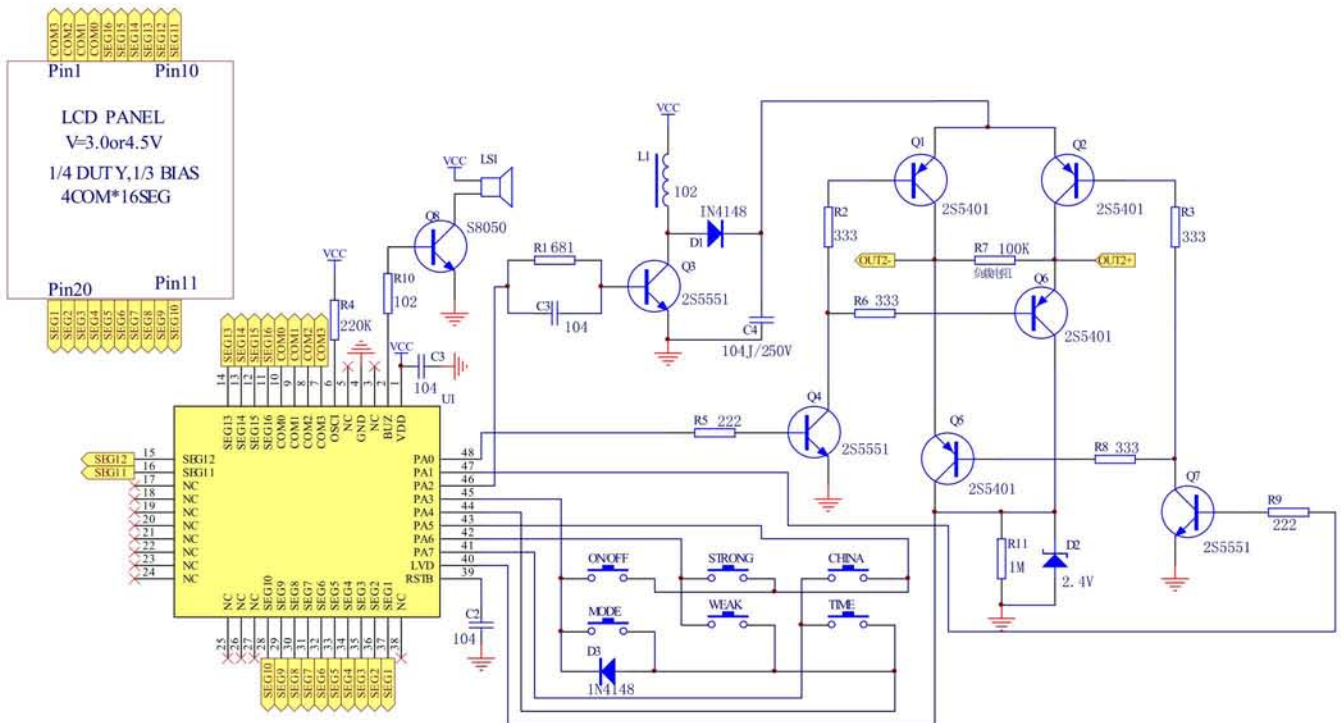 COM3
COM2
COM1
COM0
SEG16
SEG15
SEG14
SEG13
SEG12
SEG11
Pin1
Pin10
LCD PANEL
V=3.0or4.5V
1/4 DUTY,1/3 BIAS
4COM*16SEG
Pin20
Pin11
SEG1
SEG2
SEG3
SEG4
SEG5
SEG6
SEG7
SEG8
SEG9
SEG10
VCC
LS1
Q8
S8050
R10
102
VCC
R4
220K
VCC
C3
104
VCC
L1
102
R1 681
C3
104
Q3
2S5551
IN4148
D1
C4
104J/250V
Q1
2S5401
Q2
2S5401
R2
333
R3
333
OUT2-
R7 100K
负载电阻
OUT2+
R6 333
Q6
2S5401
Q4
2S5551
R5 222
Q5
2S5401
R8 333
Q7
2S5551
R9
222
R11
1M
D2
2.4V
SEG13
SEG14
SEG15
SEG16
COM0
COM1
COM2
COM3
14
13
12
11
10
9
8
7
6
5
4
3
2
1
U1
SEG13
SEG14
SEG15
SEG16
COM0
COM1
COM2
COM3
OSCI
NC
GND
NC
BUZ
VDD
SEG12 15 SEG12
SEG11 16 SEG11
17 NC
18 NC
19 NC
20 NC
21 NC
22 NC
23 NC
24 NC
PA0 48
PA1 47
PA2 46
PA3 45
PA4 44
PA5 43
PA6 42
PA7 41
LVD 40
RSTB 39
NC
NC
NC
SEG10
SEG9
SEG8
SEG7
SEG6
SEG5
SEG4
SEG3
SEG2
SEG1
NC
25
26
27
28
29
30
31
32
33
34
35
36
37
38
SEG10
SEG9
SEG8
SEG7
SEG6
SEG5
SEG4
SEG3
SEG2
SEG1
C2
104
ON/OFF
STRONG
CHINA
MODE
WEAK
TIME
D3
1N4148